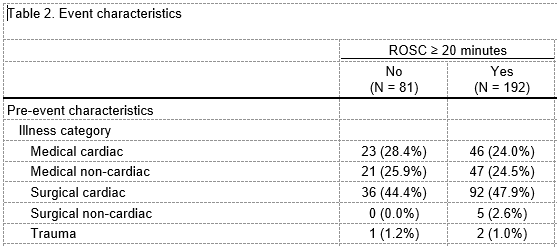 Table 2. Event characteristics
ROSC ≥ 20 minutes
No Yes
(N = 81) (N = 192)
Pre-event characteristics
Illness category
Medical cardiac 23 (28.4%) 46 (24.0%)
Medical non-cardiac 21 (25.9%) 47 (24.5%)
Surgical cardiac 36 (44.4%) 92 (47.9%)
Surgical non-cardiac 0 (0.0%) 5 (2.6%)
Trauma 1 (1.2%) 2 (1.0%)